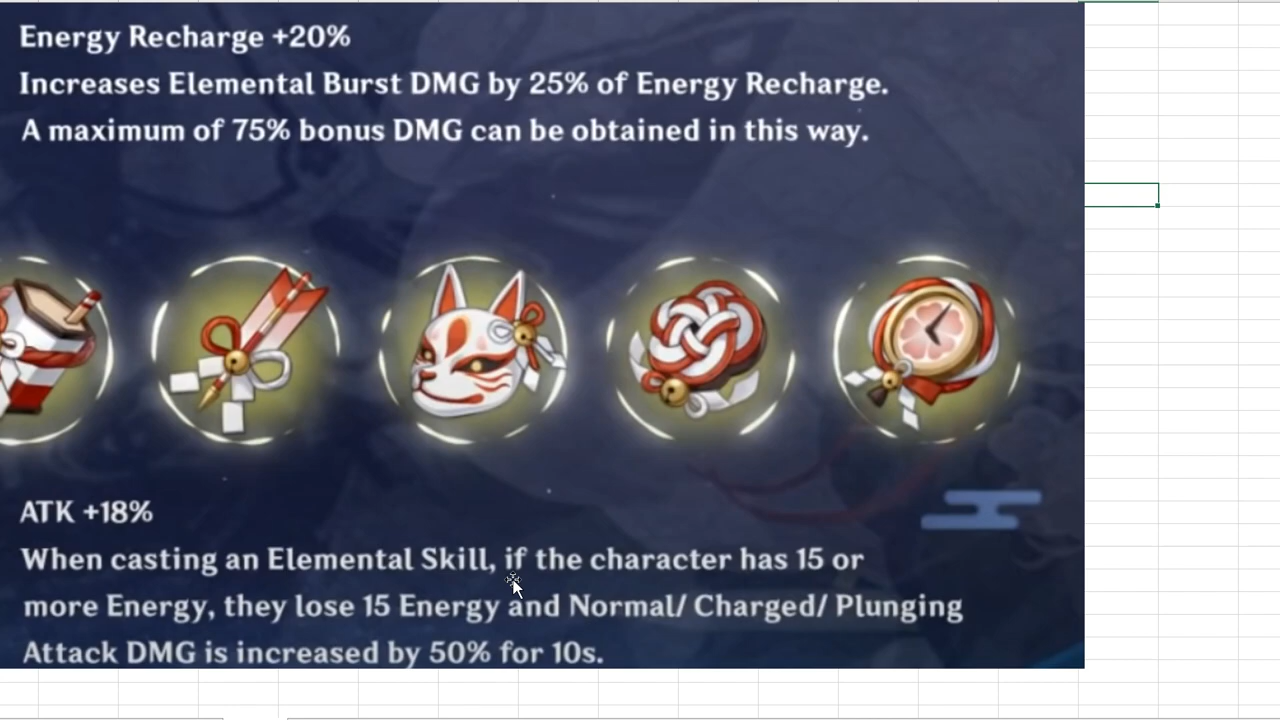 Energy Recharge +20%
Increases Elemental Burst DMG by 25% of Energy Recharge.
A maximum of 75% bonus DMG can be obtained in this way.
ATK +18%
When casting an Elemental Skill, if the character has 15 or
more Energy, they lose 15 Energy and Normal/ Charged/ Plunging
Attack DMG is increased by 50% for 10s.